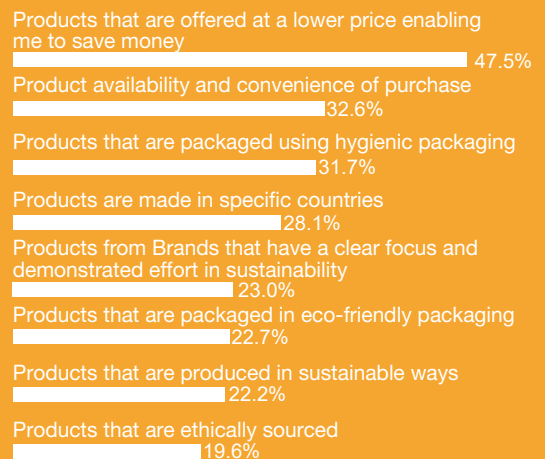 Products that are offered at a lower price enabling
me to save money
47.5%
Product availability and convenience of purchase
32.6%
Products that are packaged using hygienic packaging
31.7%
Products are made in specific countries
28.1%
Products from Brands that have a clear focus and
demonstrated effort in sustainability
23.0%
Products that are packaged in eco-friendly packaging
22.7%
Products that are produced in sustainable ways
22.2%
Products that are ethically sourced
19.6%